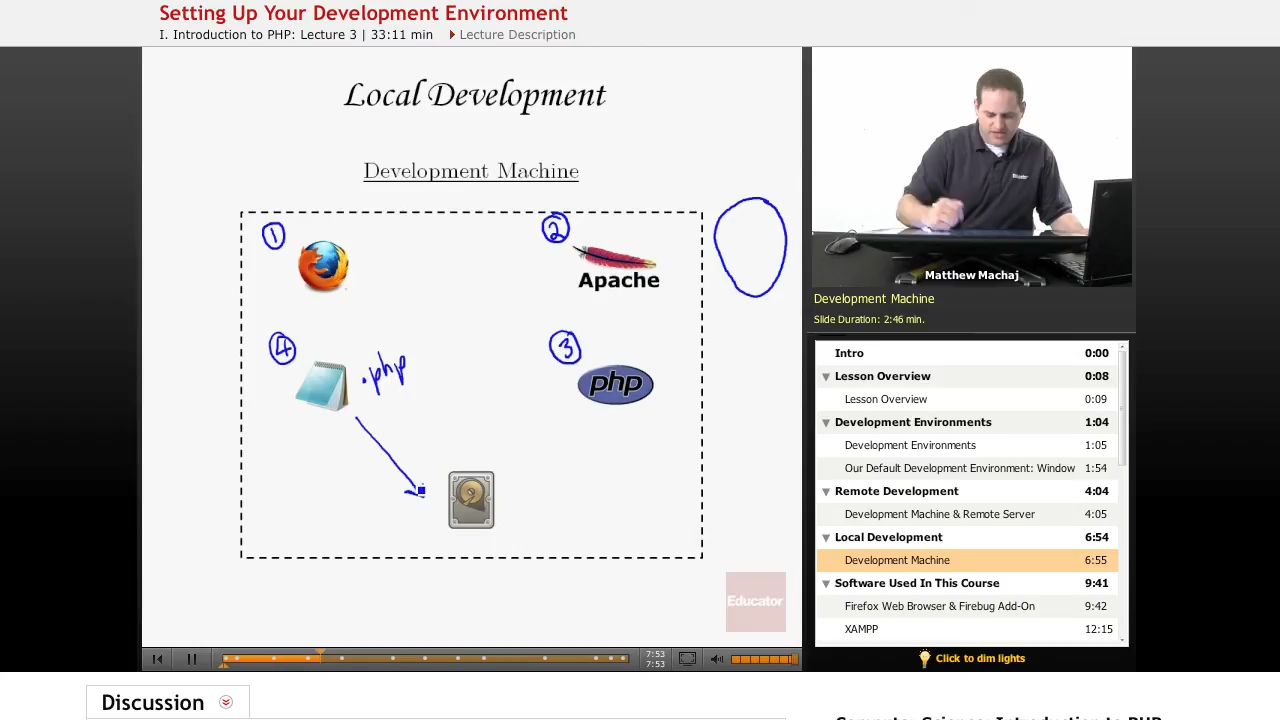 Setting Up Your Development Environment
I. Introduction to PHP: Lecture 3 | 33:11 min
Lecture Description
Local Development
Development Machine
1
2
Apache
4
.php
3
php
Educator
Matthew Machaj
Development Machine
Slide Duration: 2:46 min.
Intro 0:00
Lesson Overview 0:08
Lesson Overview 0:09
Development Environments 1:04
Development Environments 1:05
Our Default Development Environment: Window 1:54
Remote Development 4:04
Development Machine & Remote Server 4:05
Local Development 6:54
Development Machine 6:55
Software Used In This Course 9:41
Firefox Web Browser & Firebug Add-On 9:42
XAMPP 12:15
7:53
7:53
Click to dim lights
Discussion
Computer Science: Introduction to PHP